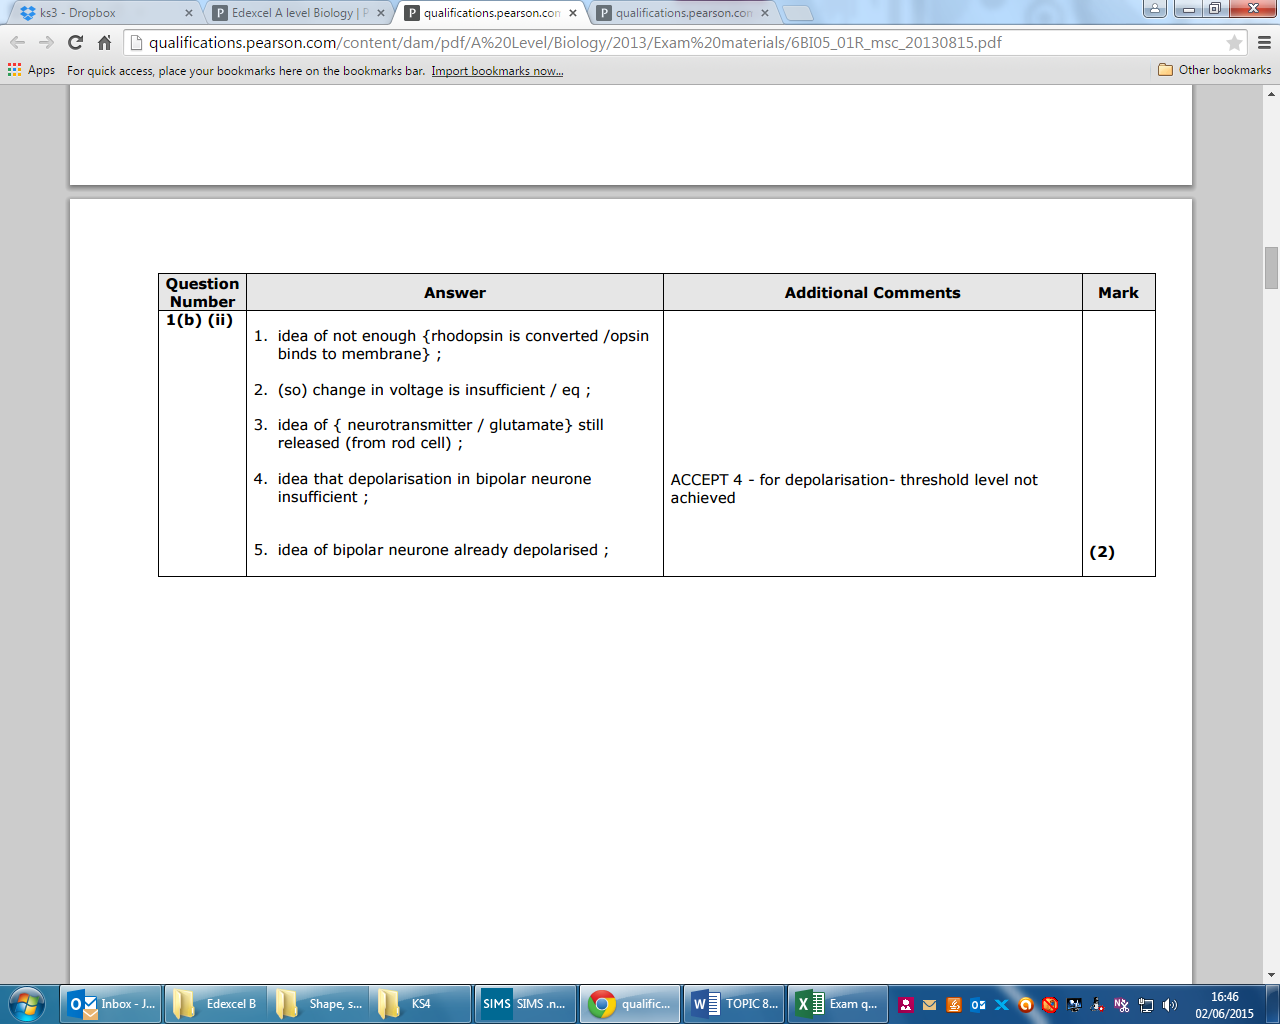 ks3 - Dropbox
Edexcel A level Biology | P
qualifications.pearson.com
qualifications.pearson.com
qualifications.pearson.com/content/dam/pdf/A%20Level/Biology/2013/Exam%20materials/6BI05_01R_msc_20130815.pdf
Apps For quick access, place your bookmarks here on the bookmarks bar. Import bookmarks now... Other bookmarks
Question Number
Answer
Additional Comments
Mark
1(b) (ii)
1. idea of not enough {rhodopsin is converted /opsin
binds to membrane} ;
2. (so) change in voltage is insufficient / eq ;
3. idea of { neurotransmitter / glutamate} still
released (from rod cell) ;
4. idea that depolarisation in bipolar neurone
insufficient ;
ACCEPT 4 - for depolarisation- threshold level not
achieved
5. idea of bipolar neurone already depolarised ;
(2)
Inbox - J...
Edexcel B
Shape, s...
KS4
SIMS SIMS .n...
qualific...
TOPIC 8...
Exam q...
16:46
02/06/2015